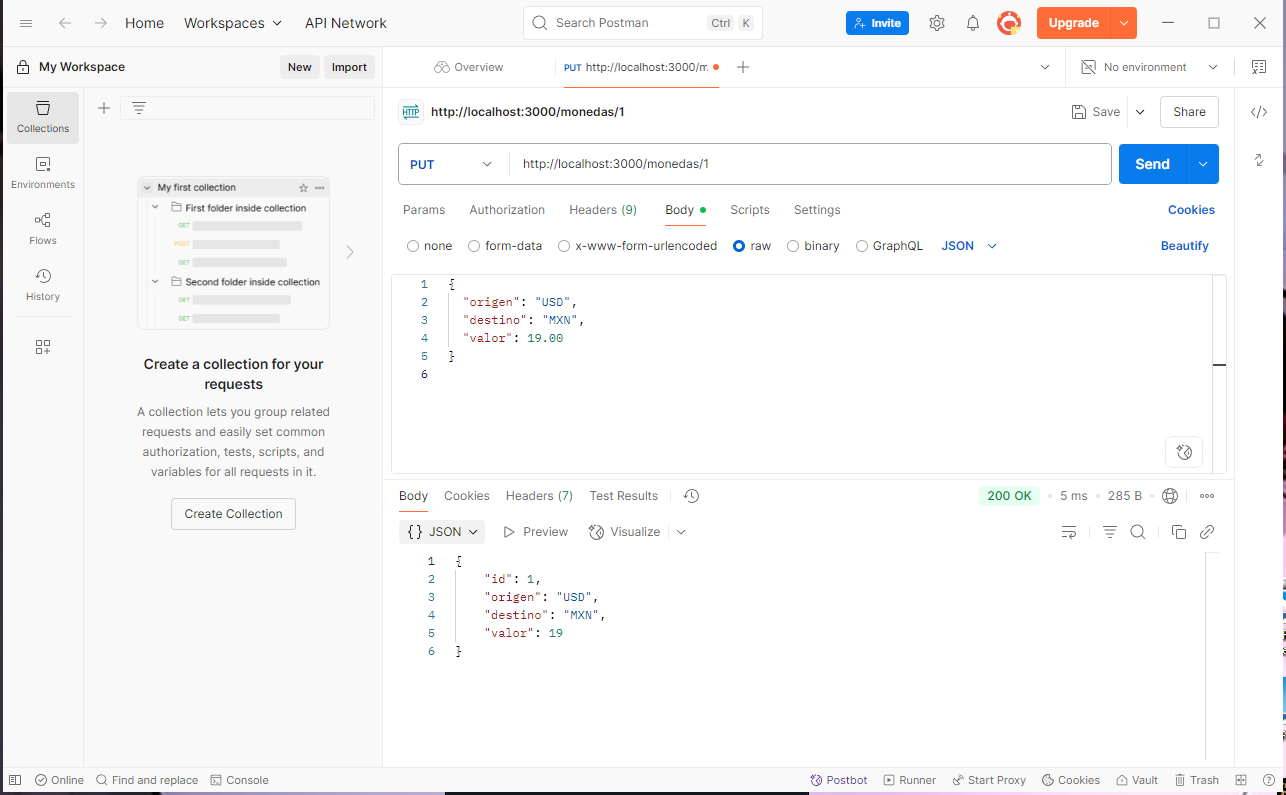 Home Workspaces API Network Search Postman Ctrl K Invite Upgrade
My Workspace New Import Overview PUT http://localhost:3000/m No environment
Collections
Environments
Flows
History
My first collection
First folder inside collection
GET
POST
GET
Second folder inside collection
GET
GET
Create a collection for your
requests
A collection lets you group related
requests and easily set common
authorization, tests, scripts, and
variables for all requests in it.
Create Collection
HTTP http://localhost:3000/monedas/1 Save Share
PUT http://localhost:3000/monedas/1 Send
Params Authorization Headers (9) Body Scripts Settings Cookies
none form-data x-www-form-urlencoded raw binary GraphQL JSON Beautify
1 {
2 "origen": "USD",
3 "destino": "MXN",
4 "valor": 19.00
5 }
6
Body Cookies Headers (7) Test Results 200 OK 5 ms 285 B
{} JSON Preview Visualize
1 {
2 "id": 1,
3 "origen": "USD",
4 "destino": "MXN",
5 "valor": 19
6 }
Online Find and replace Console Postbot Runner Start Proxy Cookies Vault Trash